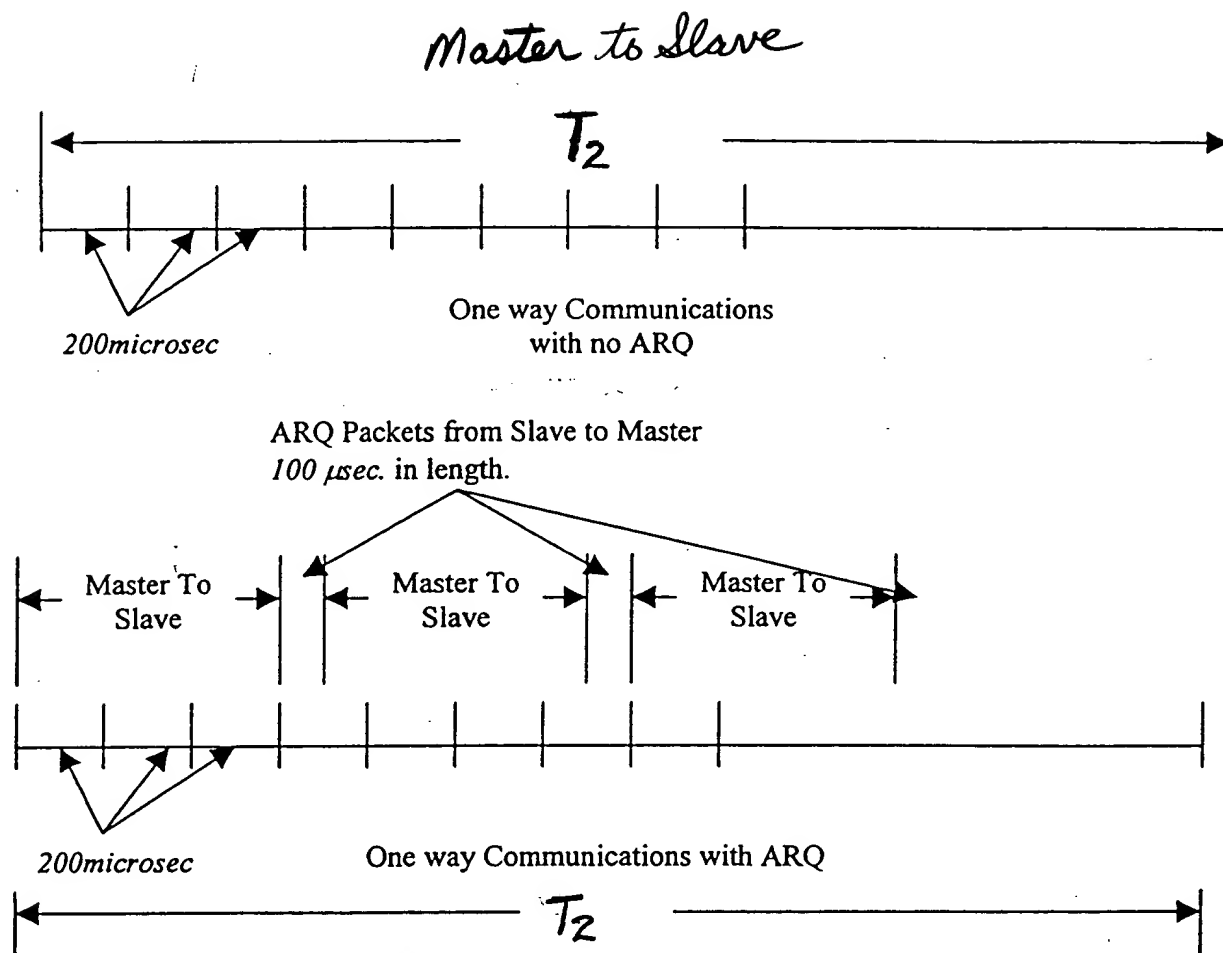 Master to Slave
T2
200microsec
One way Communications
with no ARQ
ARQ Packets from Slave to Master
100 μsec. in length.
Master To
Slave
Master To
Slave
Master To
Slave
200microsec
One way Communications with ARQ
T2